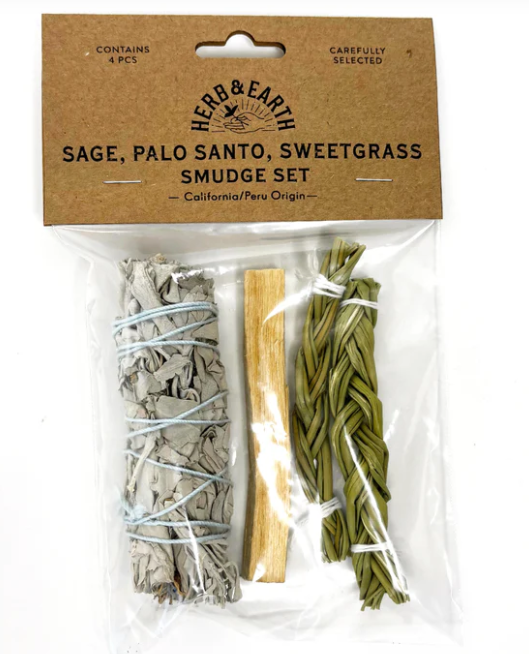 CONTAINS
4 PCS
CAREFULLY
SELECTED
HERB&EARTH
SAGE, PALO SANTO, SWEETGRASS
SMUDGE SET
— California/Peru Origin—